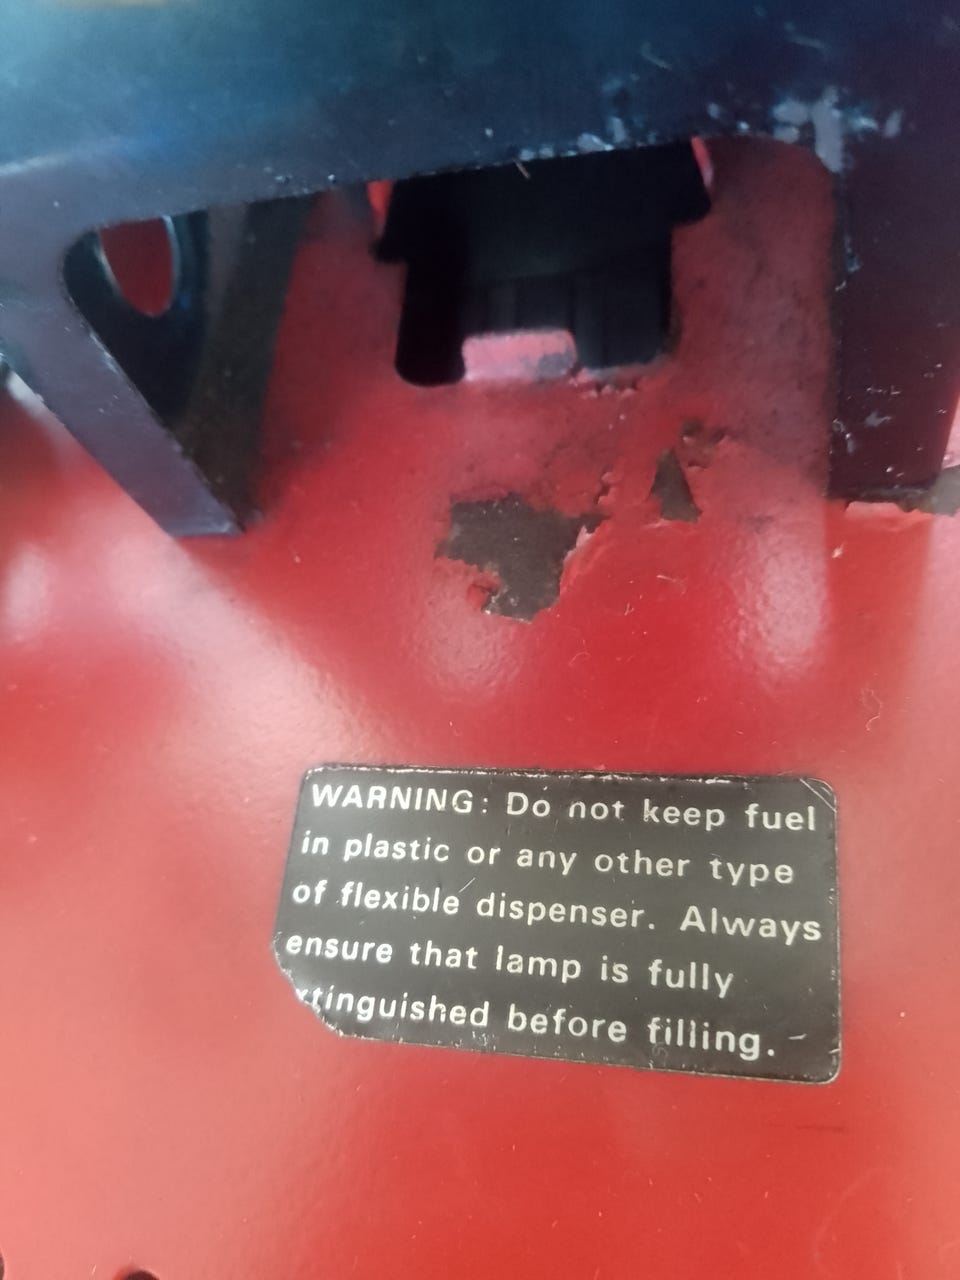 WARNING: Do not keep fuel
in plastic or any other type
of flexible dispenser. Always
ensure that lamp is fully
xtinguished before filling.